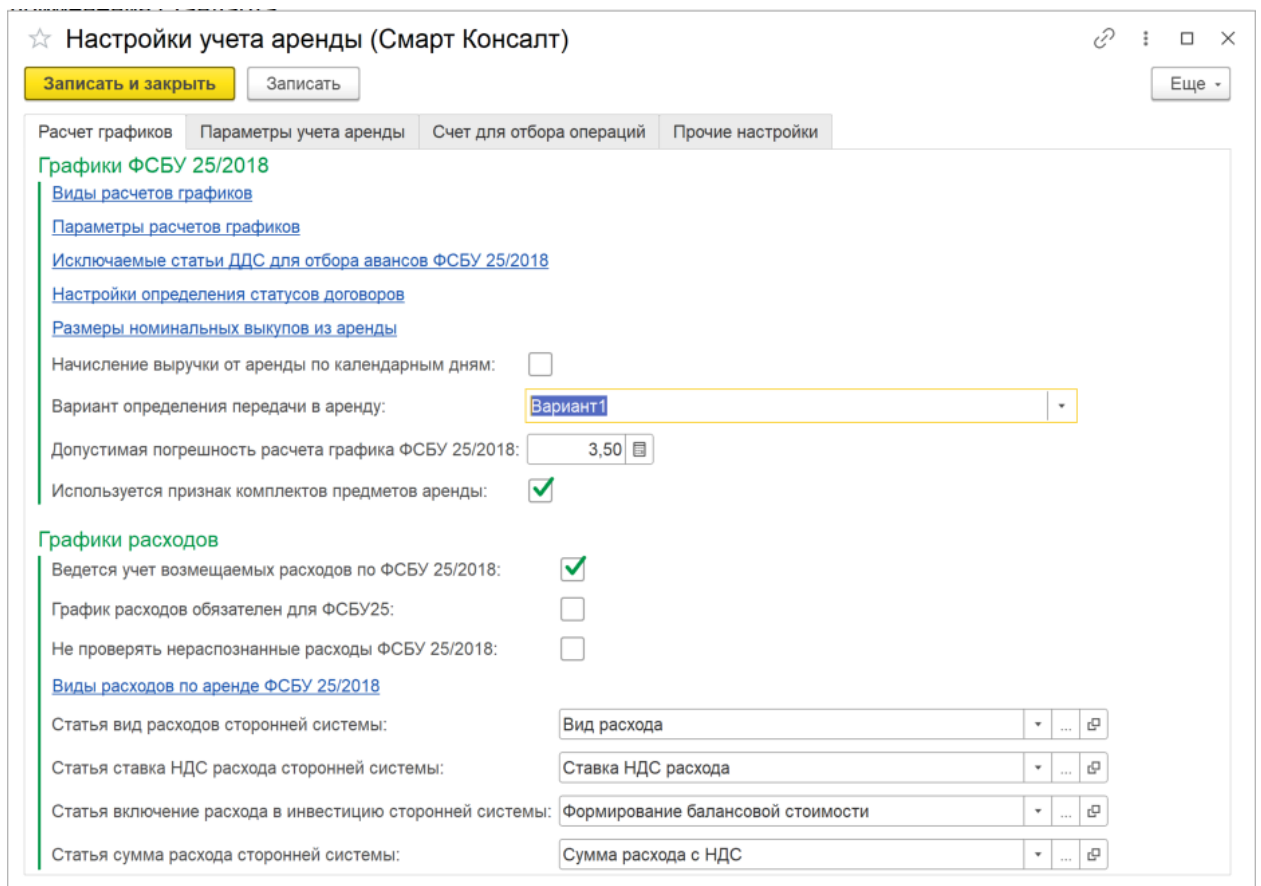 Настройки учета аренды (Смарт Консалт)
Записать и закрыть Записать Еще
Расчет графиков Параметры учета аренды Счет для отбора операций Прочие настройки
Графики ФСБУ 25/2018
Виды расчетов графиков
Параметры расчетов графиков
Исключаемые статьи ДДС для отбора авансов ФСБУ 25/2018
Настройки определения статусов договоров
Размеры номинальных выкупов из аренды
Начисление выручки от аренды по календарным дням:
Вариант определения передачи в аренду: Вариант1
Допустимая погрешность расчета графика ФСБУ 25/2018: 3,50
Используется признак комплектов предметов аренды:
Графики расходов
Ведется учет возмещаемых расходов по ФСБУ 25/2018:
График расходов обязателен для ФСБУ25:
Не проверять нераспознанные расходы ФСБУ 25/2018:
Виды расходов по аренде ФСБУ 25/2018
Статья вид расходов сторонней системы: Вид расхода ...
Статья ставка НДС расхода сторонней системы: Ставка НДС расхода ...
Статья включение расхода в инвестицию сторонней системы: Формирование балансовой стоимости ...
Статья сумма расхода сторонней системы: Сумма расхода с НДС ...